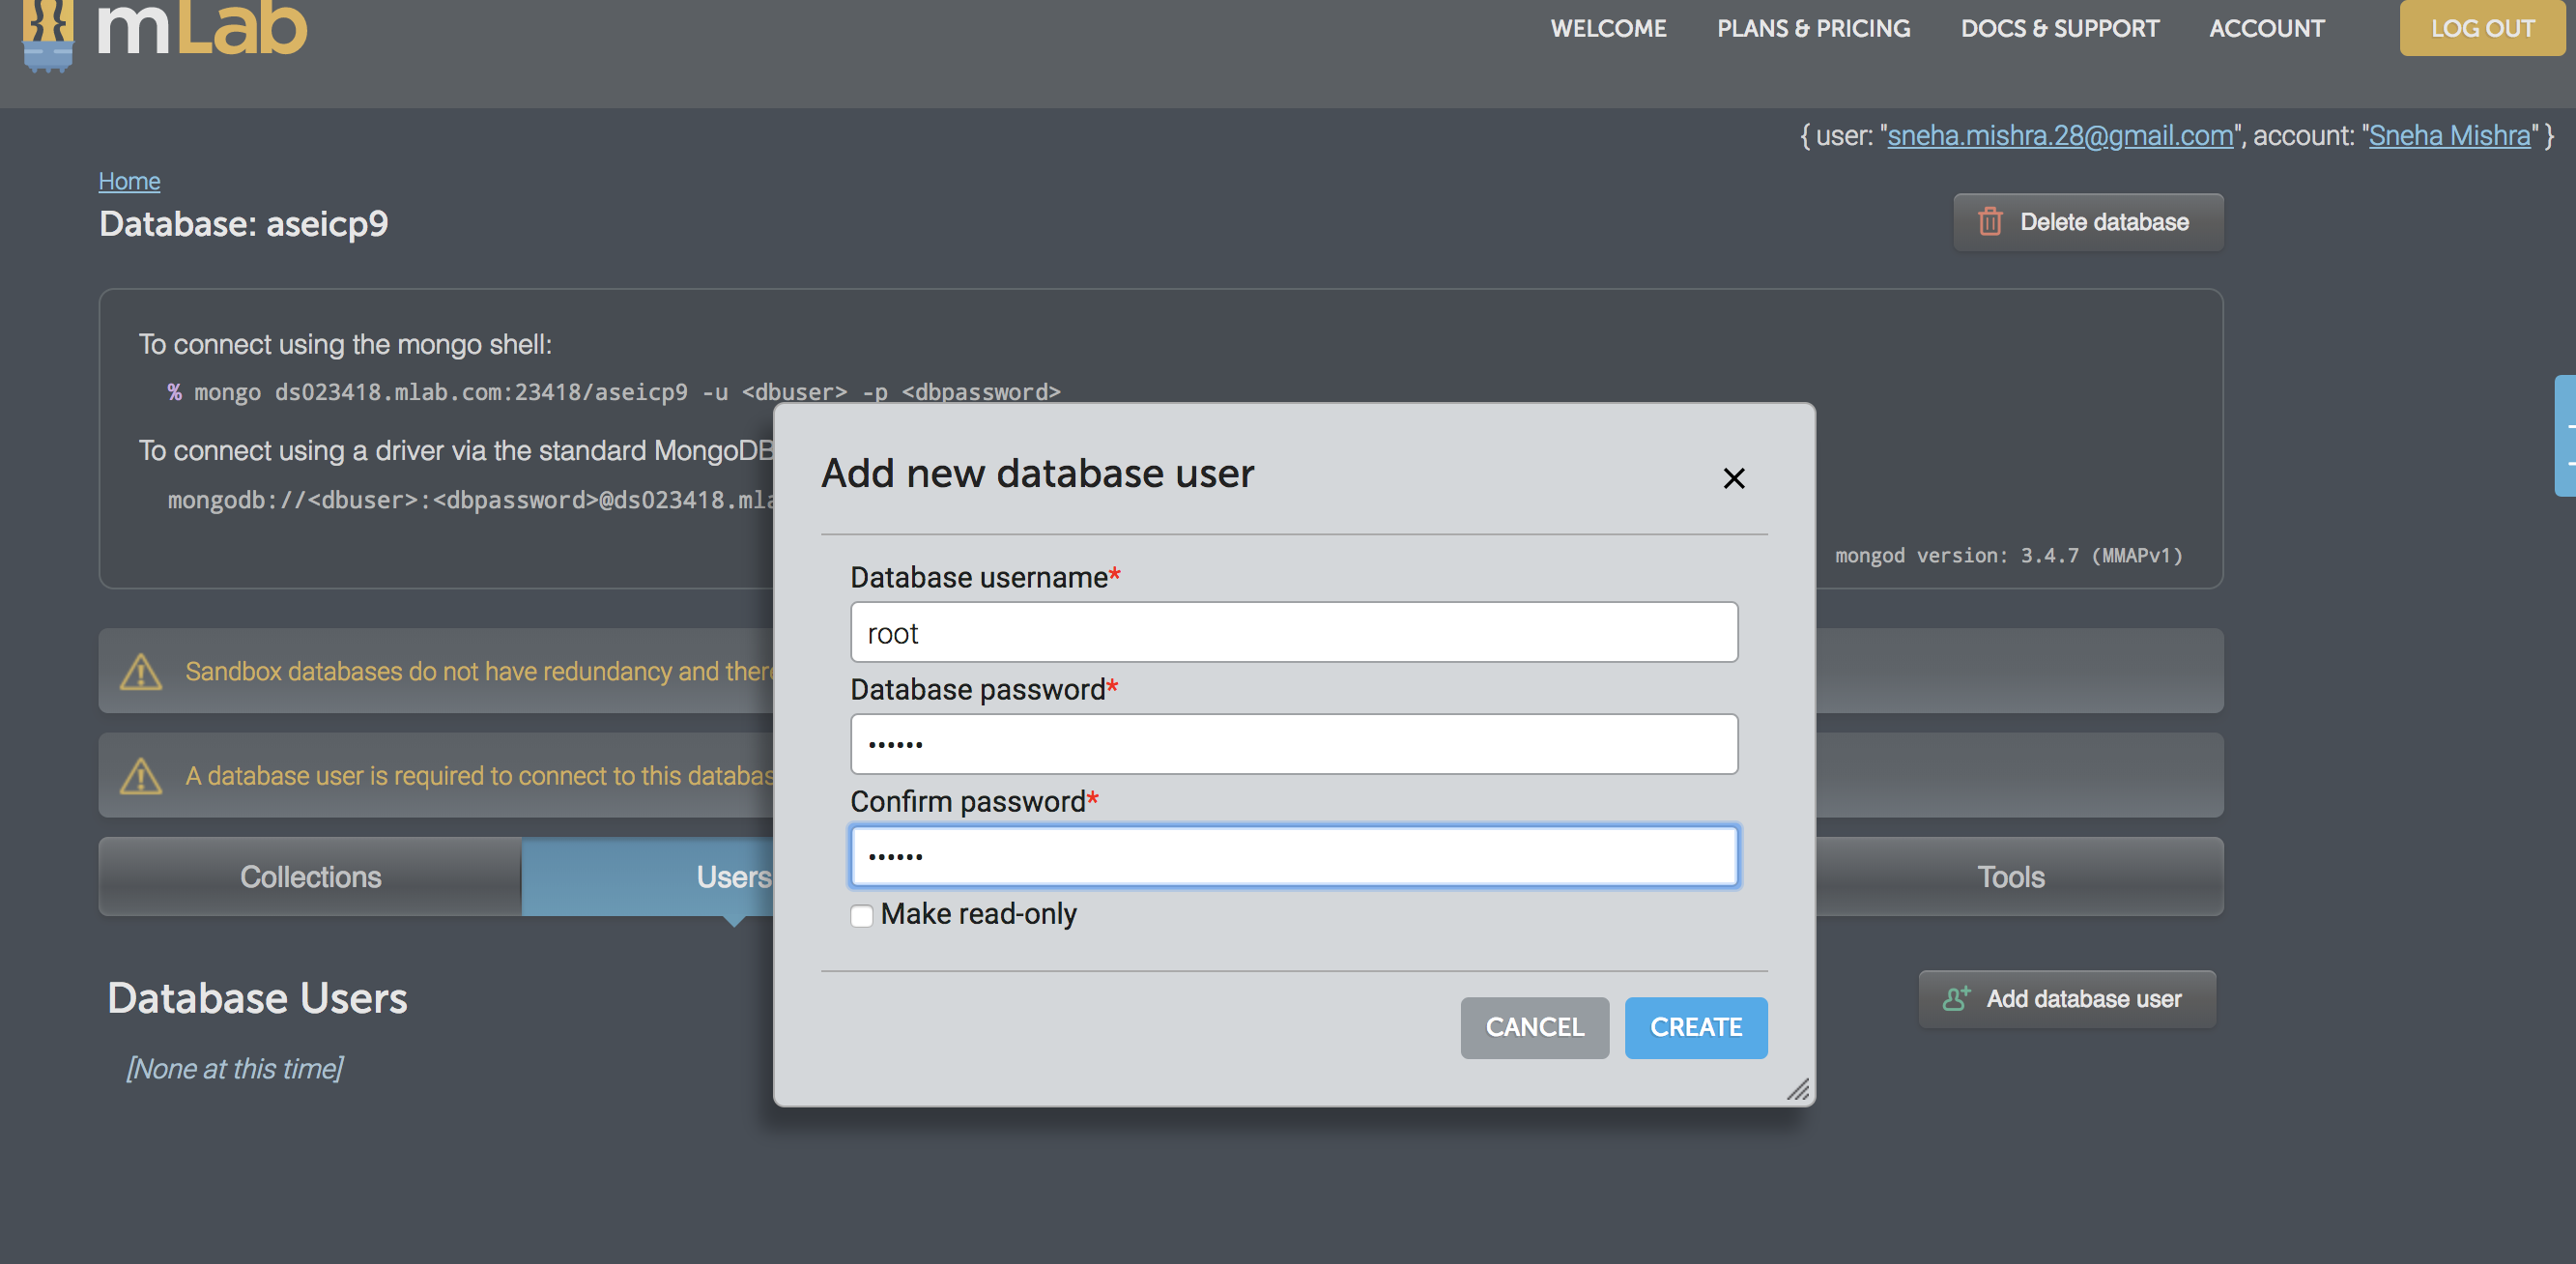 mLab
WELCOME PLANS & PRICING DOCS & SUPPORT ACCOUNT LOG OUT
{ user: "sneha.mishra.28@gmail.com", account: "Sneha Mishra" }
Home
Database: aseicp9
Delete database
To connect using the mongo shell:
% mongo ds023418.mlab.com:23418/aseicp9 -u <dbuser> -p <dbpassword>
To connect using a driver via the standard MongoDB
mongodb://<dbuser>:<dbpassword>@ds023418.mla
mongod version: 3.4.7 (MMAPv1)
Sandbox databases do not have redundancy and there
A database user is required to connect to this databas
Collections Users Tools
Database Users
Add database user
[None at this time]
Add new database user
×
Database username*
root
Database password*
••••••
Confirm password*
••••••
Make read-only
CANCEL CREATE